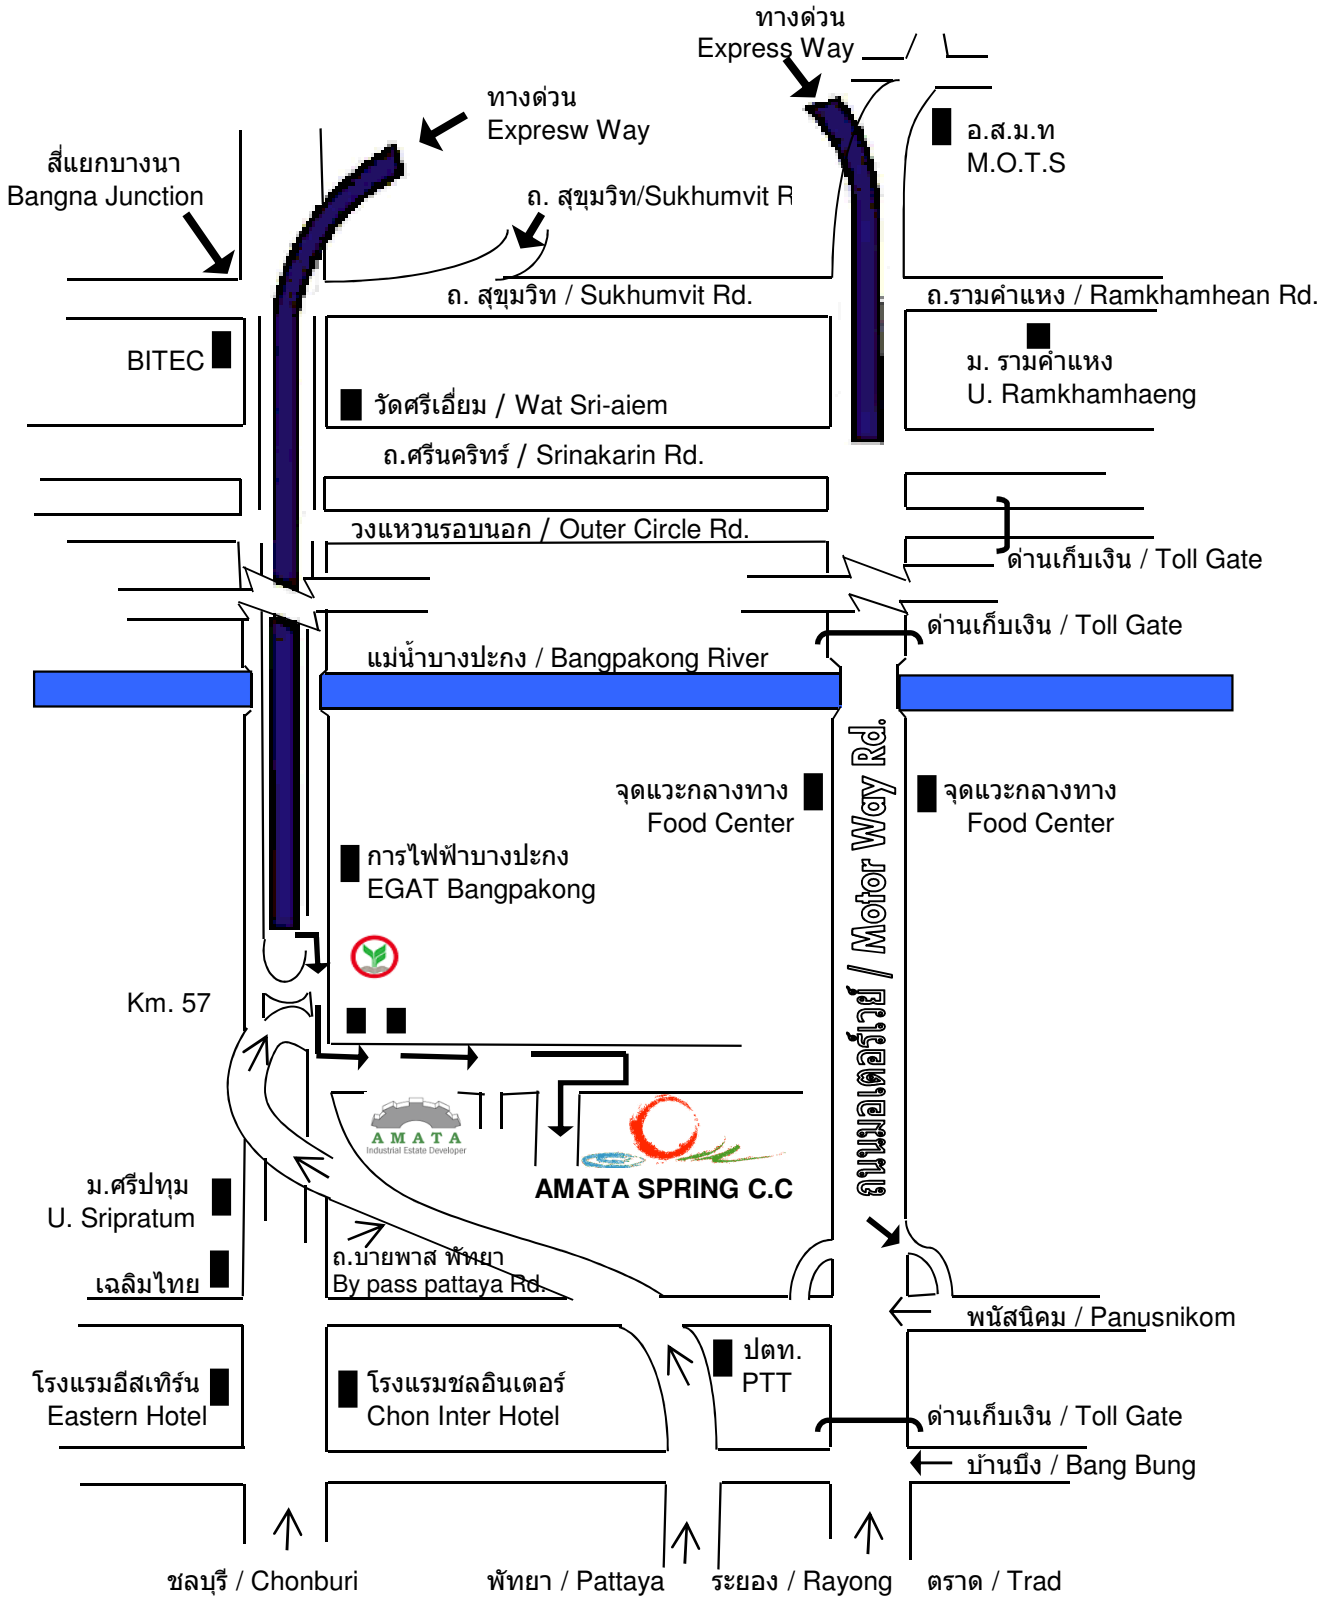 ทางด่วน
Express Way
ทางด่วน
Expresw Way
อ.ส.ม.ท
M.O.T.S
สี่แยกบางนา
Bangna Junction
ถ. สุขุมวิท/Sukhumvit R
ถ. สุขุมวิท / Sukhumvit Rd.
ถ.รามคำแหง / Ramkhamhean Rd.
BITEC
ม. รามคำแหง
U. Ramkhamhaeng
วัดศรีเอี่ยม / Wat Sri-aiem
ถ.ศรีนคริทร์ / Srinakarin Rd.
วงแหวนรอบนอก / Outer Circle Rd.
ด่านเก็บเงิน / Toll Gate
ด่านเก็บเงิน / Toll Gate
แม่น้ำบางปะกง / Bangpakong River
จุดแวะกลางทาง
Food Center
จุดแวะกลางทาง
Food Center
ถนนมอเตอร์เวย์ / Motor Way Rd.
การไฟฟ้าบางปะกง
EGAT Bangpakong
Km. 57
AMATA
Industrial Estate Developer
AMATA SPRING C.C
ม.ศรีปทุม
U. Sripratum
ถ.บายพาส พัทยา
By pass pattaya Rd.
เฉลิมไทย
พนัสนิคม / Panusnikom
ปตท.
PTT
โรงแรมอีสเทิร์น
Eastern Hotel
โรงแรมชลอินเตอร์
Chon Inter Hotel
ด่านเก็บเงิน / Toll Gate
บ้านบึง / Bang Bung
ชลบุรี / Chonburi
พัทยา / Pattaya
ระยอง / Rayong
ตราด / Trad